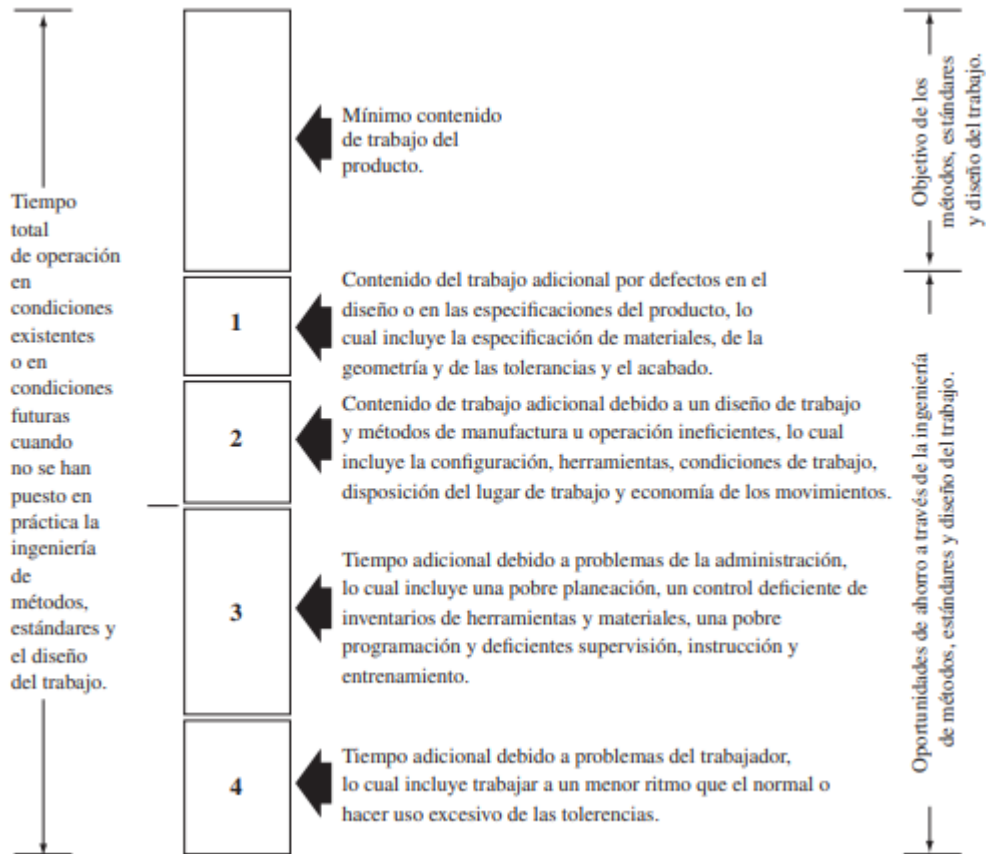 Tiempo
total
de operación
en
condiciones
existentes
o en
condiciones
futuras
cuando
no se han
puesto en
práctica la
ingeniería
de
métodos,
estándares y
el diseño
del trabajo.
Mínimo contenido
de trabajo del
producto.
1
Contenido del trabajo adicional por defectos en el
diseño o en las especificaciones del producto, lo
cual incluye la especificación de materiales, de la
geometría y de las tolerancias y el acabado.
2
Contenido de trabajo adicional debido a un diseño de trabajo
y métodos de manufactura u operación ineficientes, lo cual
incluye la configuración, herramientas, condiciones de trabajo,
disposición del lugar de trabajo y economía de los movimientos.
3
Tiempo adicional debido a problemas de la administración,
lo cual incluye una pobre planeación, un control deficiente de
inventarios de herramientas y materiales, una pobre
programación y deficientes supervisión, instrucción y
entrenamiento.
4
Tiempo adicional debido a problemas del trabajador,
lo cual incluye trabajar a un menor ritmo que el normal o
hacer uso excesivo de las tolerencias.
Objetivo de los
métodos, estándares
y diseño del trabajo.
Oportunidades de ahorro a través de la ingeniería
de métodos, estándares y diseño del trabajo.